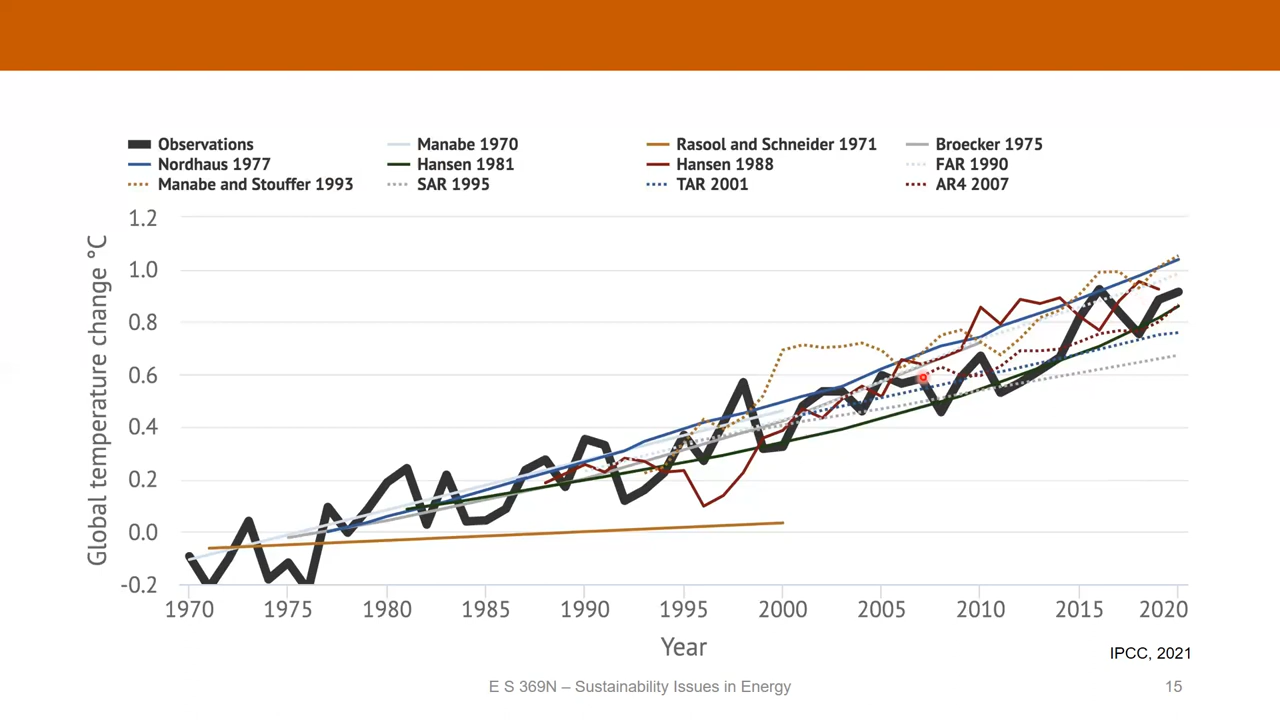 Observations Manabe 1970 Rasool and Schneider 1971 Broecker 1975
Nordhaus 1977 Hansen 1981 Hansen 1988 FAR 1990
Manabe and Stouffer 1993 SAR 1995 TAR 2001 AR4 2007
Global temperature change °C
1.2
1.0
0.8
0.6
0.4
0.2
0.0
-0.2
1970 1975 1980 1985 1990 1995 2000 2005 2010 2015 2020
Year
IPCC, 2021
E S 369N – Sustainability Issues in Energy
15